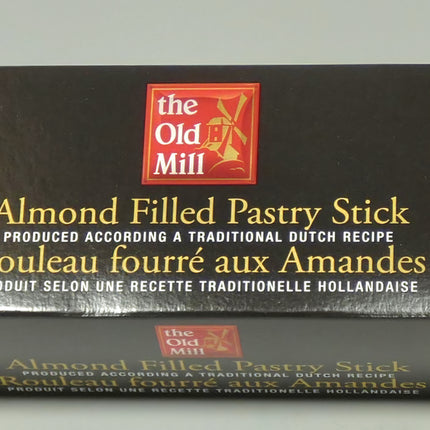 the
Old
Mill
Almond Filled Pastry Stick
PRODUCED ACCORDING A TRADITIONAL DUTCH RECIPE
ouleau fourré aux Amandes
ODUIT SELON UNE RECETTE TRADITIONELLE HOLLANDAISE
the
Old
Mill
Almond Filled Pastry Stick
PRODUCED ACCORDING A TRADITIONAL DUTCH RECIPE
Rouleau fourré aux Amandes
PRODUIT SELON UNE RECETTE TRADITIONELLE HOLLANDAISE